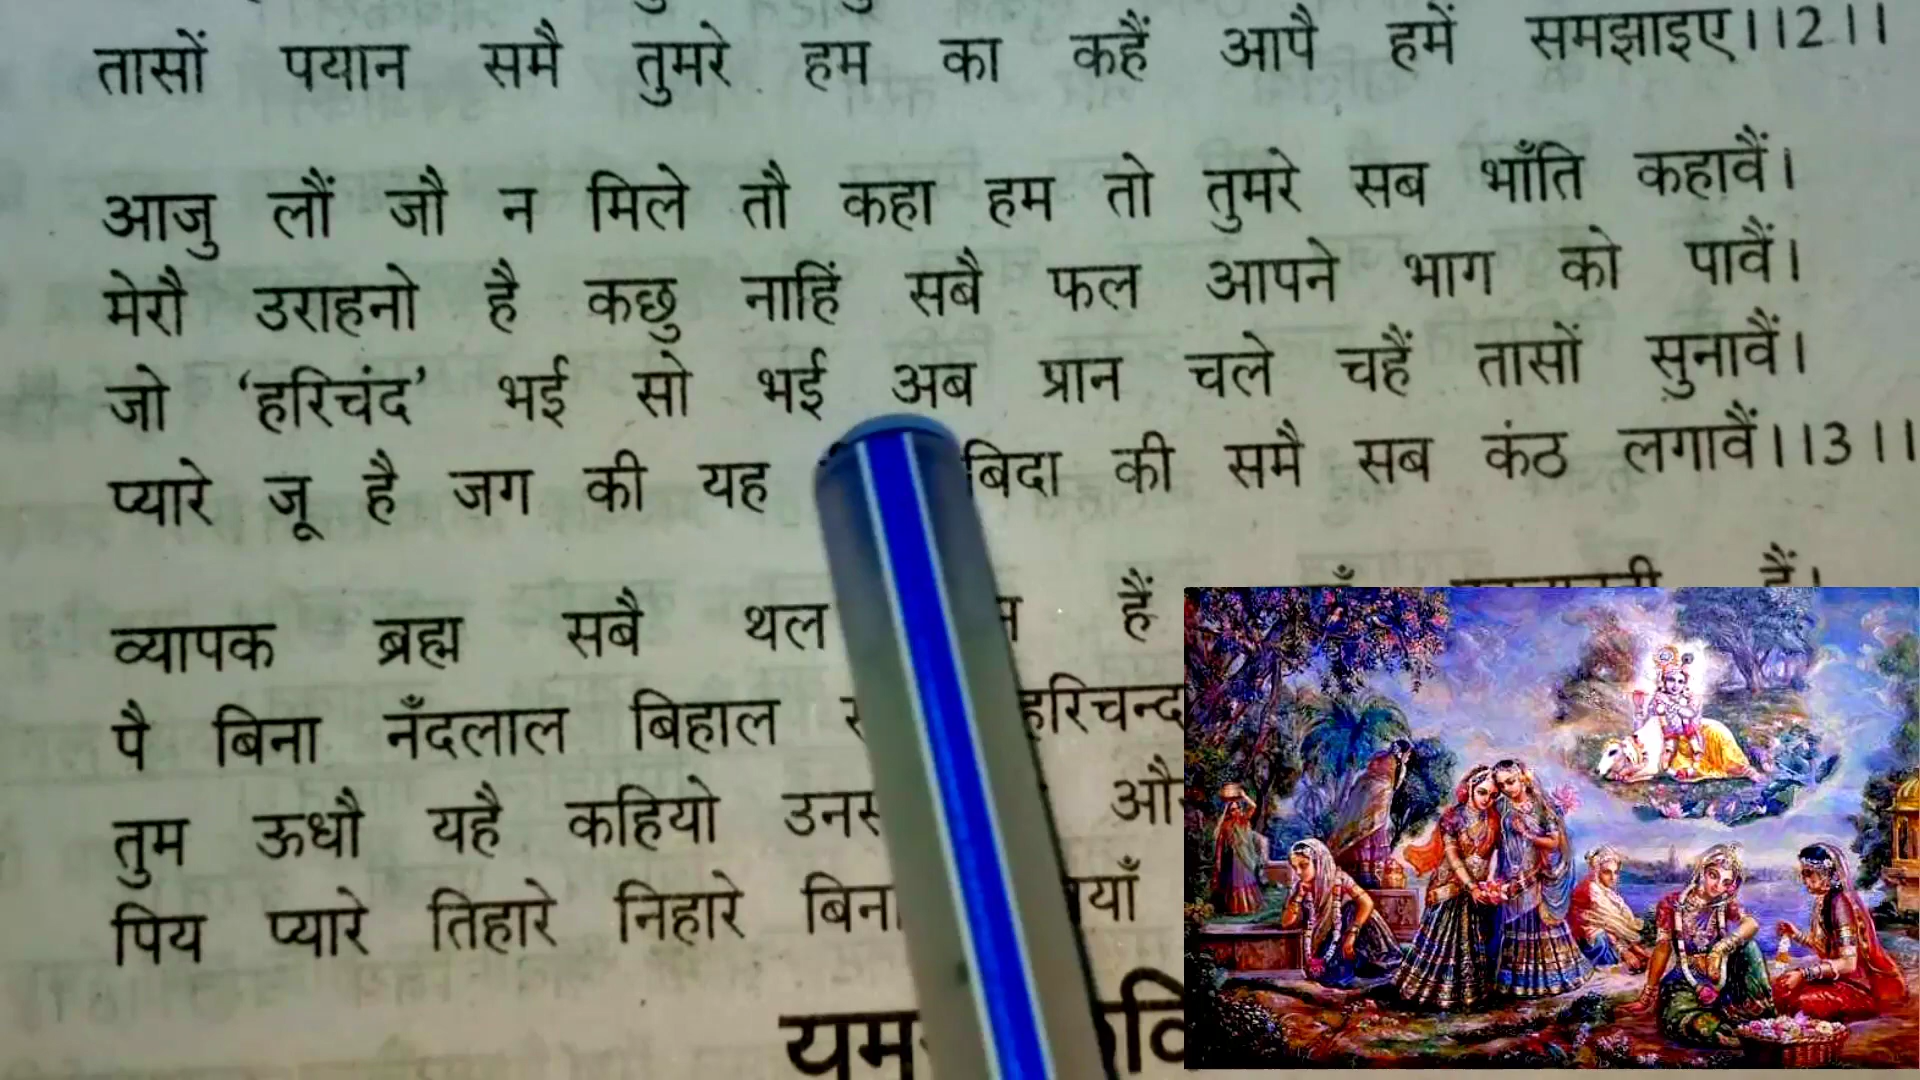 तासों पयान समै तुमरे हम का कहैं आपै हमें समझाइए।।2।।
आजु लौं जौ न मिले तौ कहा हम तो तुमरे सब भाँति कहावैं।
मेरौ उराहनो है कछु नाहिं सबै फल आपने भाग को पावैं।
जो ‘हरिचंद’ भई सो भई अब प्रान चले चहैं तासों सुनावैं।
प्यारे जू है जग की यह बिदा की समै सब कंठ लगावैं।।3।।
व्यापक ब्रह्म सबै थल हैं
पै बिना नँदलाल बिहाल हरिचन्द
तुम ऊधौ यहै कहियो
पिय प्यारे तिहारे निहारे बिना